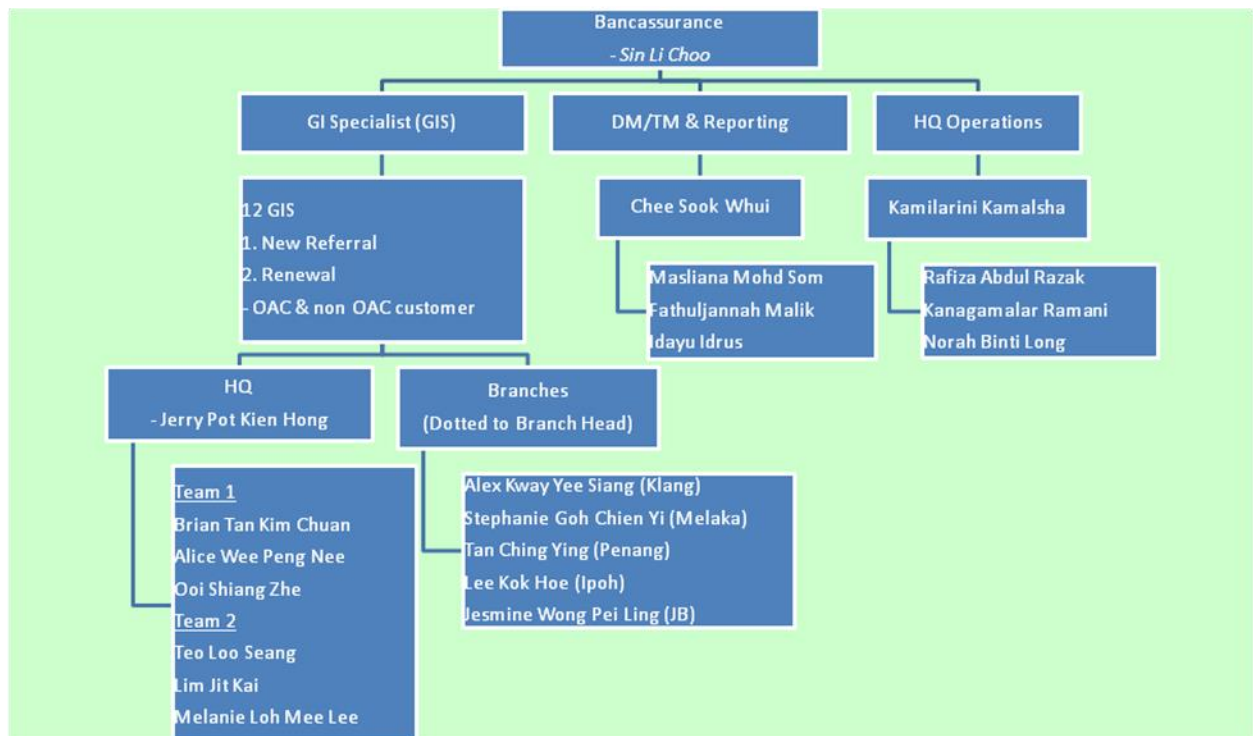 Bancassurance
- Sin Li Choo
GI Specialist (GIS)
DM/TM & Reporting
HQ Operations
12 GIS
1. New Referral
2. Renewal
- OAC & non OAC customer
Chee Sook Whui
Kamilarini Kamalsha
Masliana Mohd Som
Fathuljannah Malik
Idayu Idrus
Rafiza Abdul Razak
Kanagamalar Ramani
Norah Binti Long
HQ
- Jerry Pot Kien Hong
Branches
(Dotted to Branch Head)
Team 1
Brian Tan Kim Chuan
Alice Wee Peng Nee
Ooi Shiang Zhe
Team 2
Teo Loo Seang
Lim Jit Kai
Melanie Loh Mee Lee
Alex Kway Yee Siang (Klang)
Stephanie Goh Chien Yi (Melaka)
Tan Ching Ying (Penang)
Lee Kok Hoe (Ipoh)
Jesmine Wong Pei Ling (JB)